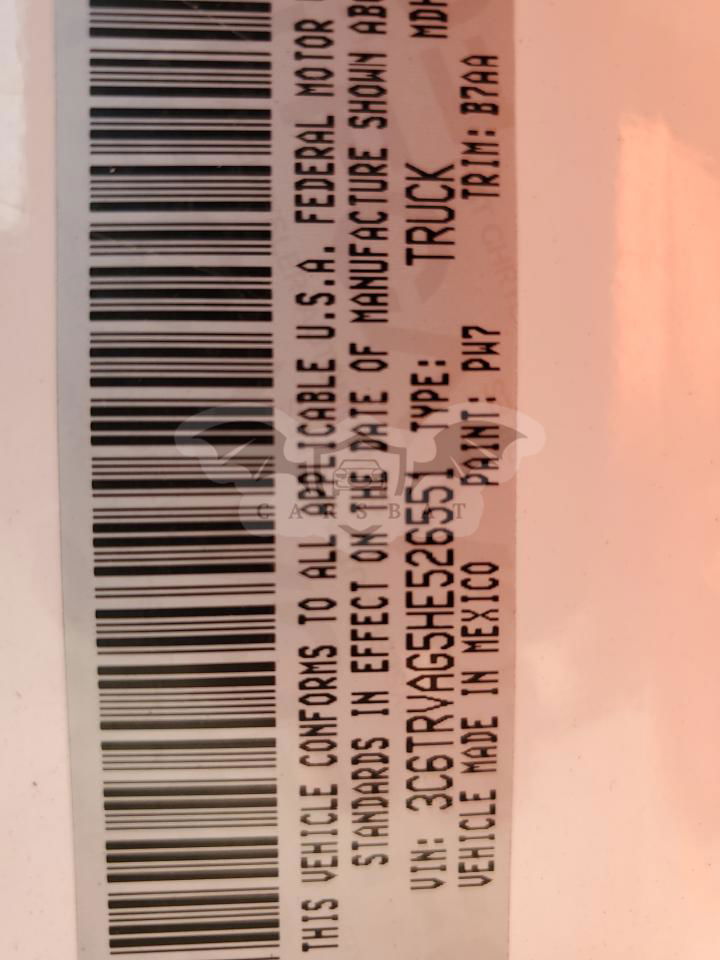 THIS VEHICLE CONFORMS TO ALL APPLICABLE U.S.A. FEDERAL MOTOR
STANDARDS IN EFFECT ON THE DATE OF MANUFACTURE SHOWN
VIN: 3C6TRVAG5HE526551 TYPE: TRUCK
VEHICLE MADE IN MEXICO PAINT: PW7 TRIM: B7AA
CARSBAT